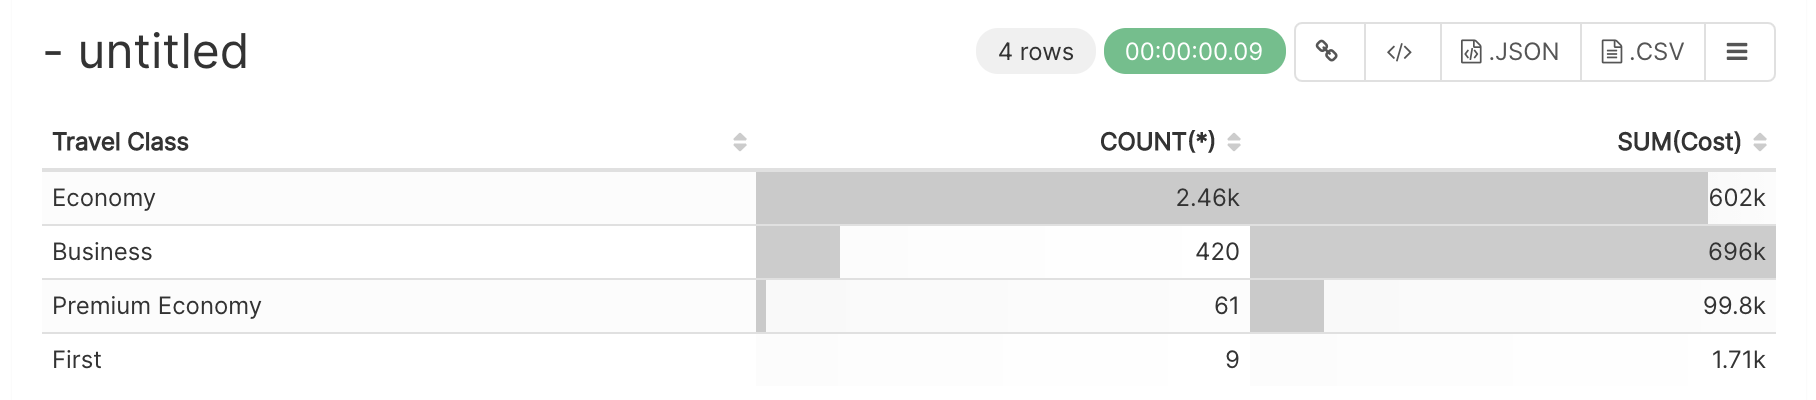 - untitled
4 rows 00:00:00.09 .JSON .CSV
Travel Class COUNT(*) SUM(Cost)
Economy 2.46k 602k
Business 420 696k
Premium Economy 61 99.8k
First 9 1.71k